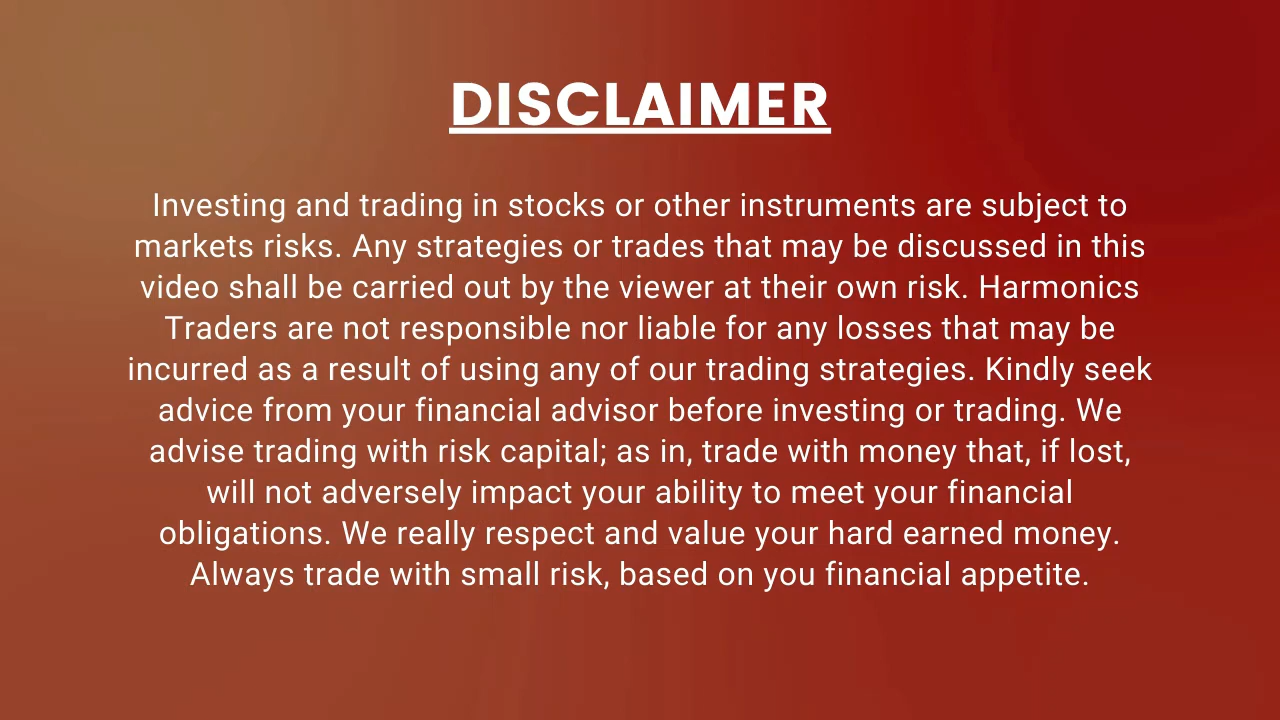 DISCLAIMER
Investing and trading in stocks or other instruments are subject to
markets risks. Any strategies or trades that may be discussed in this
video shall be carried out by the viewer at their own risk. Harmonics
Traders are not responsible nor liable for any losses that may be
incurred as a result of using any of our trading strategies. Kindly seek
advice from your financial advisor before investing or trading. We
advise trading with risk capital; as in, trade with money that, if lost,
will not adversely impact your ability to meet your financial
obligations. We really respect and value your hard earned money.
Always trade with small risk, based on you financial appetite.